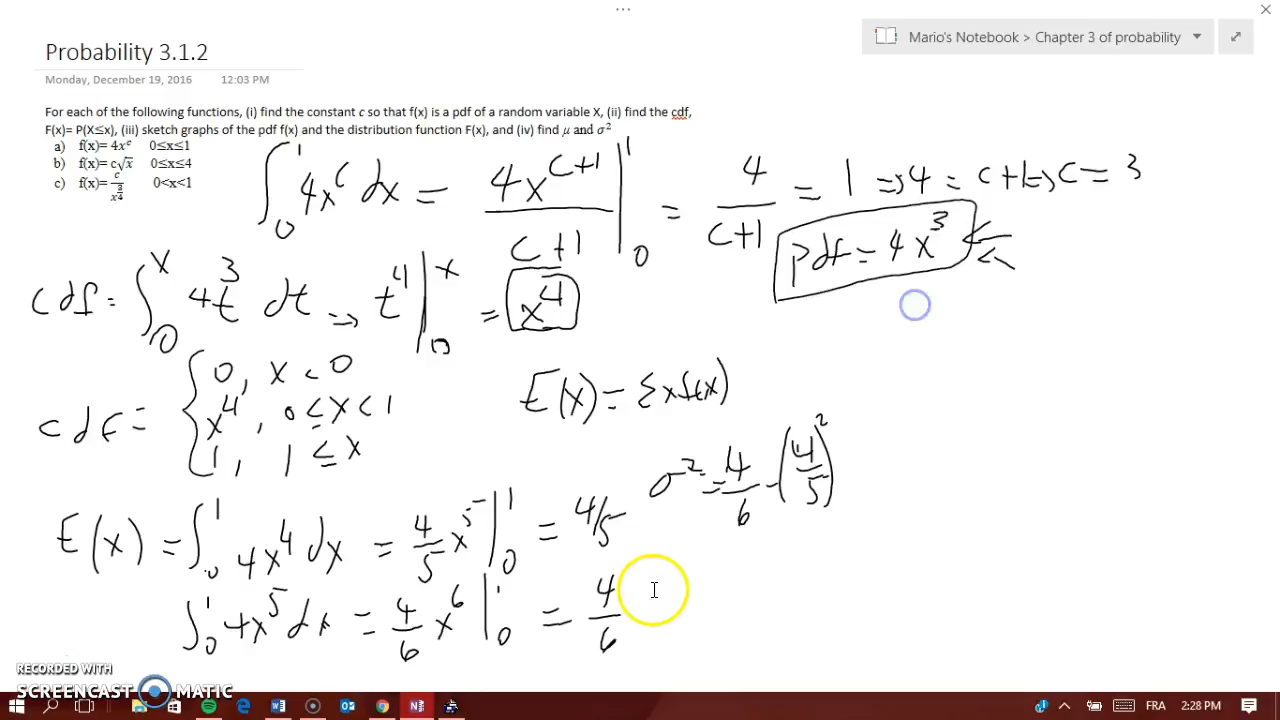 Mario's Notebook > Chapter 3 of probability
Probability 3.1.2
Monday, December 19, 2016 12:03 PM
For each of the following functions, (i) find the constant c so that f(x) is a pdf of a random variable X, (ii) find the cdf,
F(x)= P(X≤x), (iii) sketch graphs of the pdf f(x) and the distribution function F(x), and (iv) find μ and σ²
a) f(x)= 4xᶜ 0≤x≤1
b) f(x)= c√x 0≤x≤4
c) f(x)= c/x^(3/4) 0<x<1
∫₀¹ 4xᶜ dx = 4x^(c+1)/(c+1) |₀¹ = 4/(c+1) = 1 => 4 = c+1 => c = 3
pdf = 4x³
cdf = ∫₀ˣ 4t³ dt => t⁴ |₀ˣ = x⁴
cdf = { 0, x < 0
x⁴, 0 ≤ x < 1
1, 1 ≤ x
E(x) = Σxf(x)
σ² = 4/6 - (4/5)²
E(x) = ∫₀¹ 4x⁴ dx = 4/5 x⁵ |₀¹ = 4/5
∫₀¹ 4x⁵ dx = 4/6 x⁶ |₀¹ = 4/6
RECORDED WITH
SCREENCAST MATIC
FRA 2:28 PM